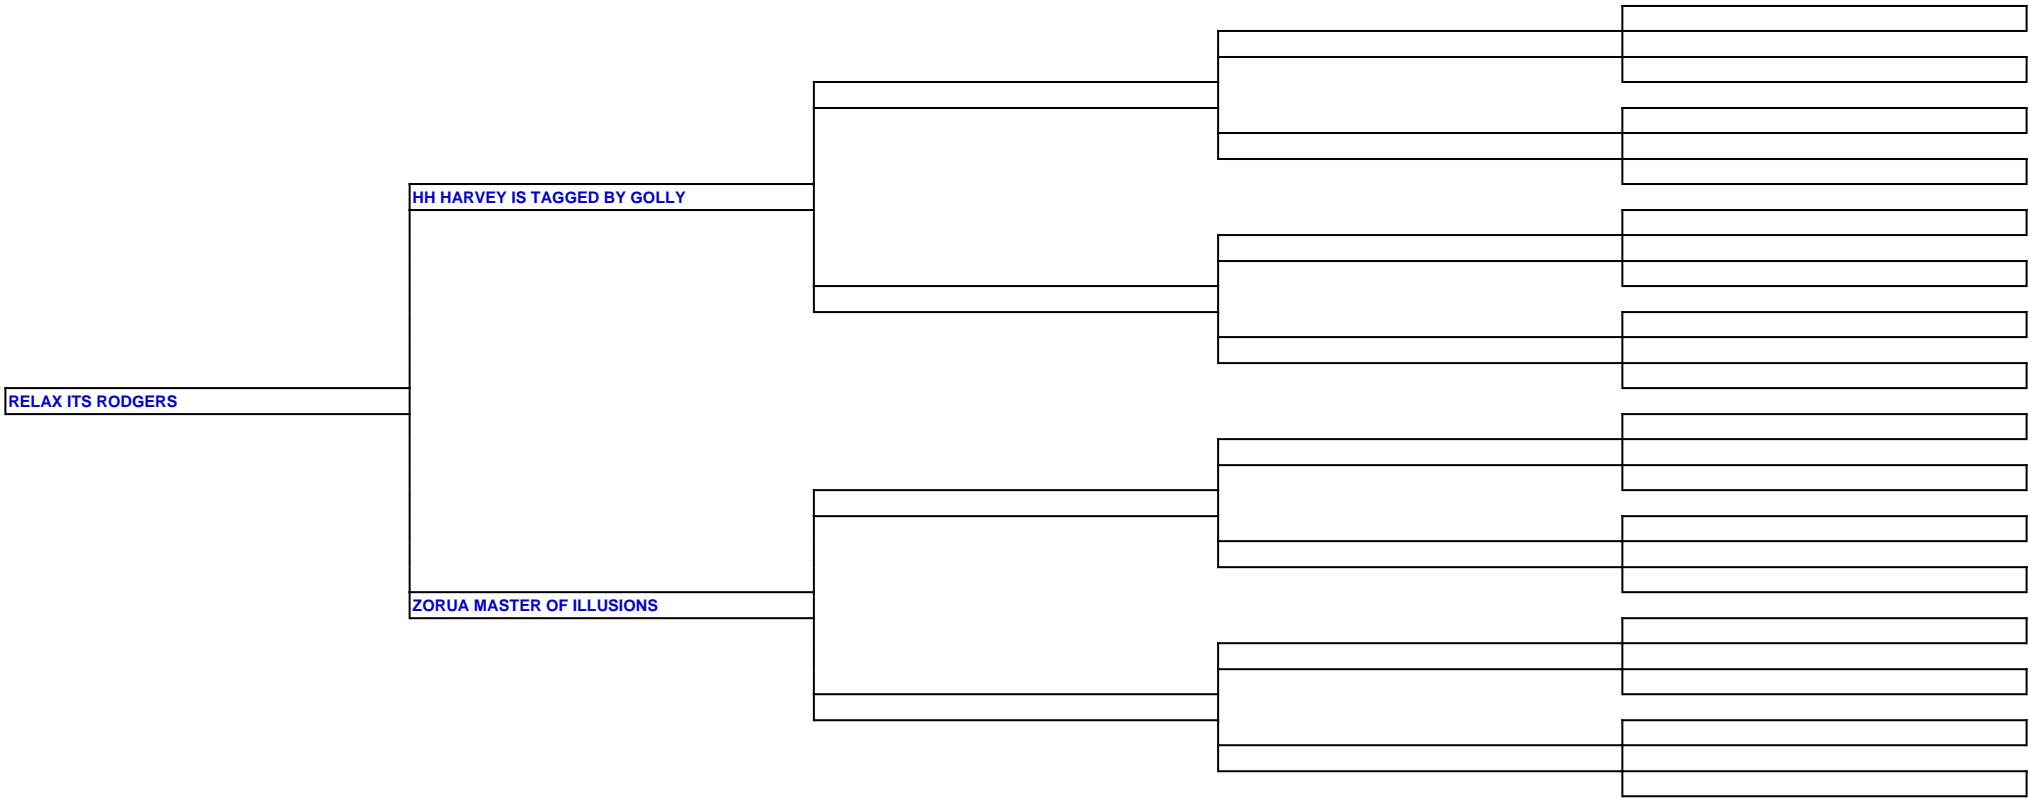 HH HARVEY IS TAGGED BY GOLLY
RELAX ITS RODGERS
ZORUA MASTER OF ILLUSIONS